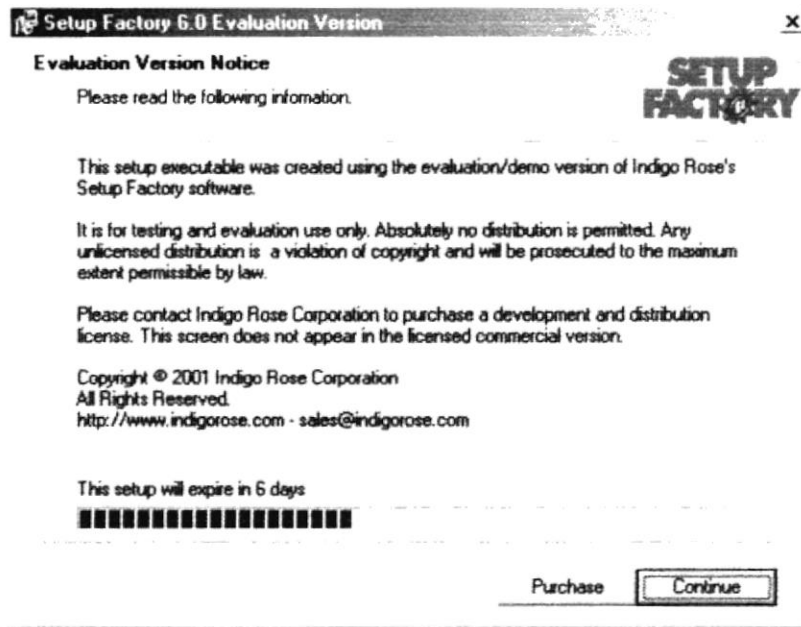 Setup Factory 6.0 Evaluation Version
Evaluation Version Notice
Please read the following infomation.
SETUP
FACTORY
This setup executable was created using the evaluation/demo version of Indigo Rose's
Setup Factory software.
It is for testing and evaluation use only. Absolutely no distribution is permitted. Any
unlicensed distribution is a violation of copyright and will be prosecuted to the maximum
extent permissible by law.
Please contact Indigo Rose Corporation to purchase a development and distribution
license. This screen does not appear in the licensed commercial version.
Copyright © 2001 Indigo Rose Corporation
All Rights Reserved.
http://www.indigorose.com - sales@indigorose.com
This setup will expire in 6 days
Purchase
Continue